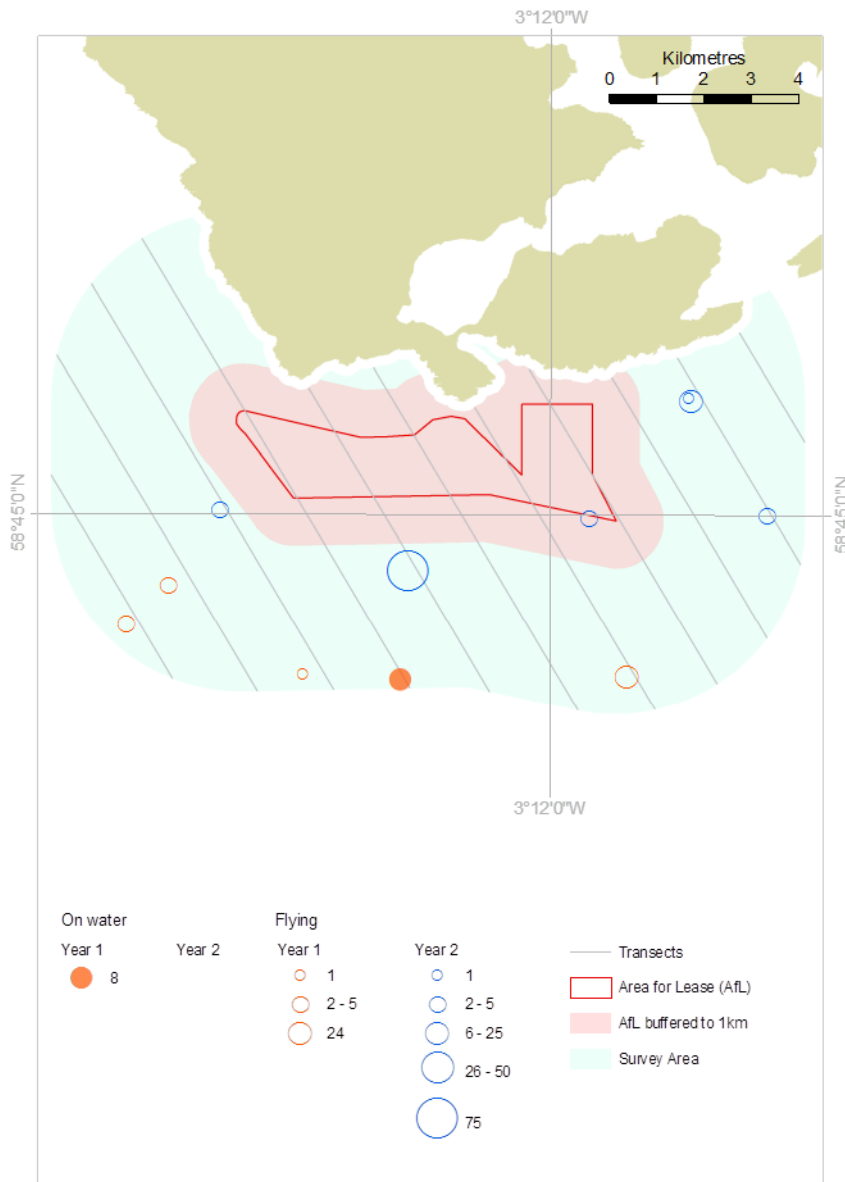 3°12'0"W
Kilometres
0 1 2 3 4
58°45'0"N
58°45'0"N
3°12'0"W
On water
Flying
Year 1
Year 2
Year 1
Year 2
8
1
2 - 5
24
1
2 - 5
6 - 25
26 - 50
75
Transects
Area for Lease (AfL)
AfL buffered to 1km
Survey Area